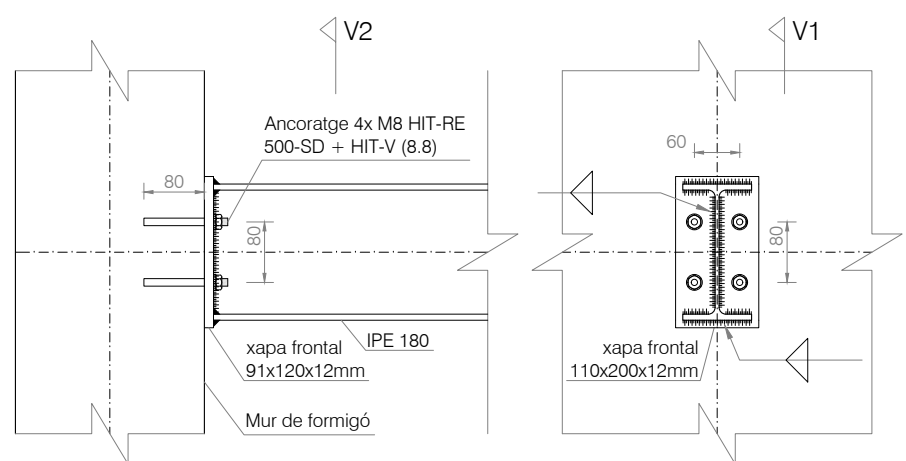 V2
V1
Ancoratge 4x M8 HIT-RE
500-SD + HIT-V (8.8)
60
80
80
80
IPE 180
xapa frontal
91x120x12mm
xapa frontal
110x200x12mm
Mur de formigó